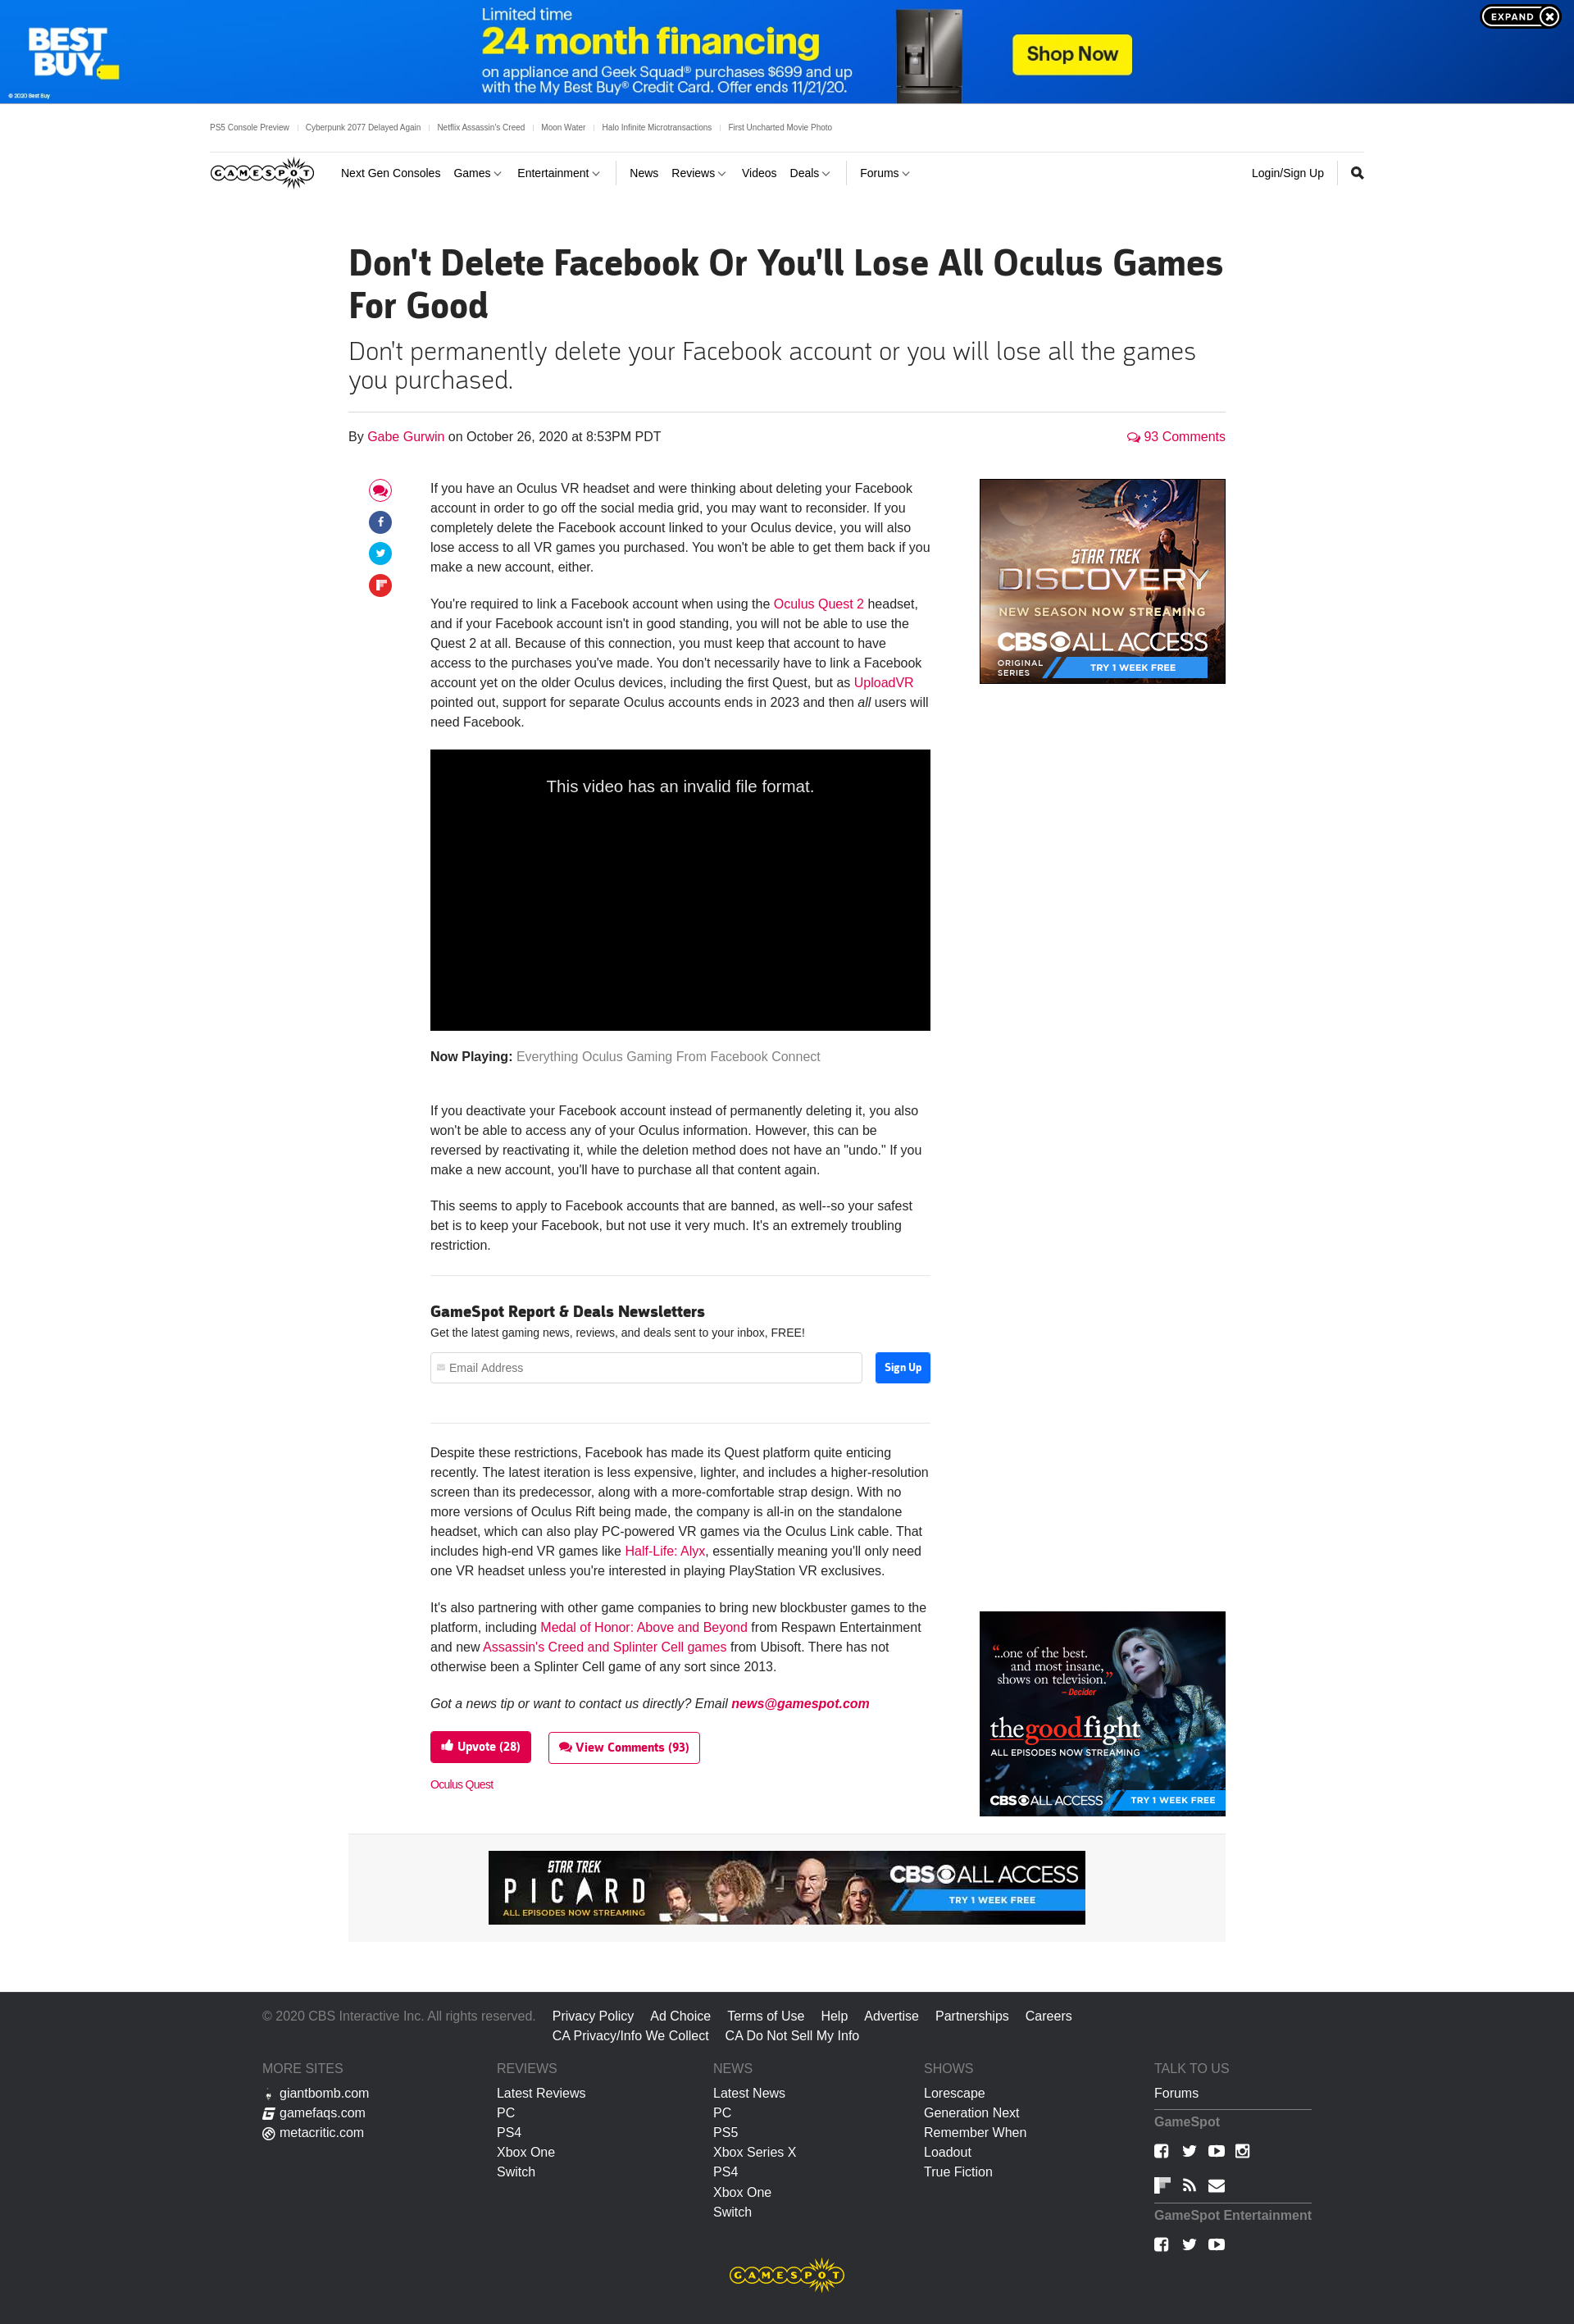 BEST
BUY
© 2020 Best Buy
Limited time
24 month financing
on appliance and Geek Squad® purchases $699 and up
with the My Best Buy® Credit Card. Offer ends 11/21/20.
Shop Now
EXPAND
PS5 Console Preview
Cyberpunk 2077 Delayed Again
Netflix Assassin's Creed
Moon Water
Halo Infinite Microtransactions
First Uncharted Movie Photo
GAMESPOT
Next Gen Consoles
Games
Entertainment
News
Reviews
Videos
Deals
Forums
Login/Sign Up
Don't Delete Facebook Or You'll Lose All Oculus Games
For Good
Don't permanently delete your Facebook account or you will lose all the games
you purchased.
By Gabe Gurwin on October 26, 2020 at 8:53PM PDT
93 Comments
If you have an Oculus VR headset and were thinking about deleting your Facebook
account in order to go off the social media grid, you may want to reconsider. If you
completely delete the Facebook account linked to your Oculus device, you will also
lose access to all VR games you purchased. You won't be able to get them back if you
make a new account, either.
You're required to link a Facebook account when using the Oculus Quest 2 headset,
and if your Facebook account isn't in good standing, you will not be able to use the
Quest 2 at all. Because of this connection, you must keep that account to have
access to the purchases you've made. You don't necessarily have to link a Facebook
account yet on the older Oculus devices, including the first Quest, but as UploadVR
pointed out, support for separate Oculus accounts ends in 2023 and then all users will
need Facebook.
STAR TREK
DISCOVERY
NEW SEASON NOW STREAMING
CBS ALL ACCESS
ORIGINAL
SERIES
TRY 1 WEEK FREE
This video has an invalid file format.
Now Playing: Everything Oculus Gaming From Facebook Connect
If you deactivate your Facebook account instead of permanently deleting it, you also
won't be able to access any of your Oculus information. However, this can be
reversed by reactivating it, while the deletion method does not have an "undo." If you
make a new account, you'll have to purchase all that content again.
This seems to apply to Facebook accounts that are banned, as well--so your safest
bet is to keep your Facebook, but not use it very much. It's an extremely troubling
restriction.
GameSpot Report & Deals Newsletters
Get the latest gaming news, reviews, and deals sent to your inbox, FREE!
Email Address
Sign Up
Despite these restrictions, Facebook has made its Quest platform quite enticing
recently. The latest iteration is less expensive, lighter, and includes a higher-resolution
screen than its predecessor, along with a more-comfortable strap design. With no
more versions of Oculus Rift being made, the company is all-in on the standalone
headset, which can also play PC-powered VR games via the Oculus Link cable. That
includes high-end VR games like Half-Life: Alyx, essentially meaning you'll only need
one VR headset unless you're interested in playing PlayStation VR exclusives.
It's also partnering with other game companies to bring new blockbuster games to the
platform, including Medal of Honor: Above and Beyond from Respawn Entertainment
and new Assassin's Creed and Splinter Cell games from Ubisoft. There has not
otherwise been a Splinter Cell game of any sort since 2013.
Got a news tip or want to contact us directly? Email news@gamespot.com
Upvote (28)
View Comments (93)
Oculus Quest
“...one of the best.
and most insane,
shows on television.”
– Decider
thegoodfight
ALL EPISODES NOW STREAMING
CBS ALL ACCESS
TRY 1 WEEK FREE
STAR TREK
PICARD
ALL EPISODES NOW STREAMING
CBS ALL ACCESS
TRY 1 WEEK FREE
© 2020 CBS Interactive Inc. All rights reserved.
Privacy Policy
Ad Choice
Terms of Use
Help
Advertise
Partnerships
Careers
CA Privacy/Info We Collect
CA Do Not Sell My Info
MORE SITES
giantbomb.com
gamefaqs.com
metacritic.com
REVIEWS
Latest Reviews
PC
PS4
Xbox One
Switch
NEWS
Latest News
PC
PS5
Xbox Series X
PS4
Xbox One
Switch
SHOWS
Lorescape
Generation Next
Remember When
Loadout
True Fiction
TALK TO US
Forums
GameSpot
GameSpot Entertainment
GAMESPOT